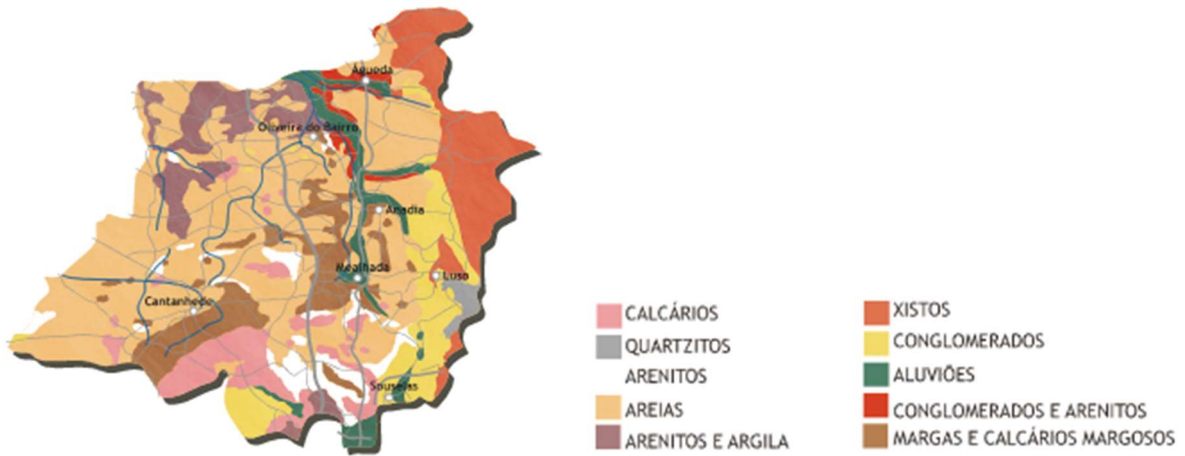 Águeda
Oliveira do Bairro
Anadia
Mealhada
Luso
Cantanhede
Souselas
CALCÁRIOS
QUARTZITOS
ARENITOS
AREIAS
ARENITOS E ARGILA
XISTOS
CONGLOMERADOS
ALUVIÕES
CONGLOMERADOS E ARENITOS
MARGAS E CALCÁRIOS MARGOSOS